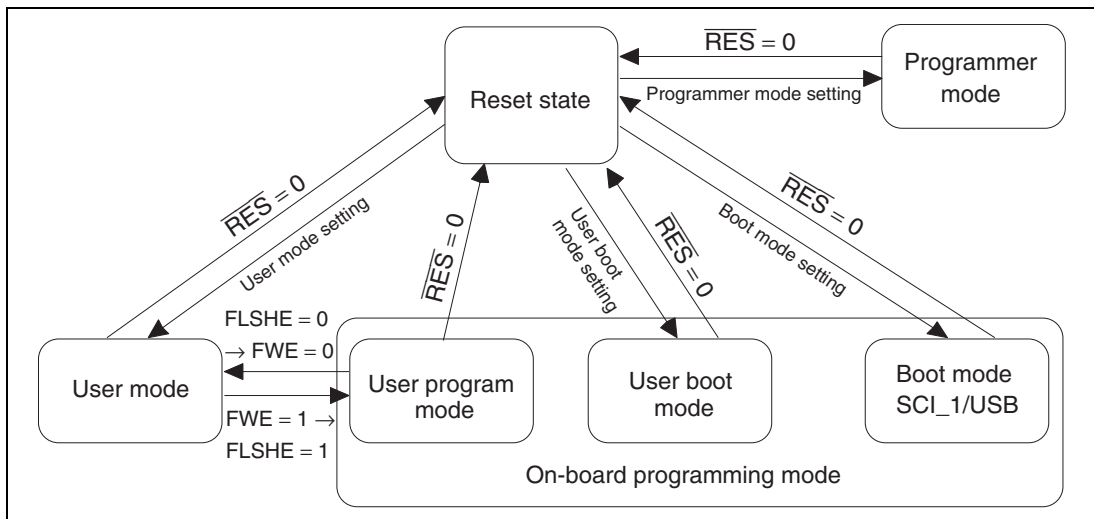 RES = 0
Programmer mode setting
Programmer
mode
Reset state
RES = 0
User mode setting
RES = 0
User boot
mode setting
RES = 0
Boot mode setting
RES = 0
FLSHE = 0
→ FWE = 0
FWE = 1 →
FLSHE = 1
User mode
User program
mode
User boot
mode
Boot mode
SCI_1/USB
On-board programming mode